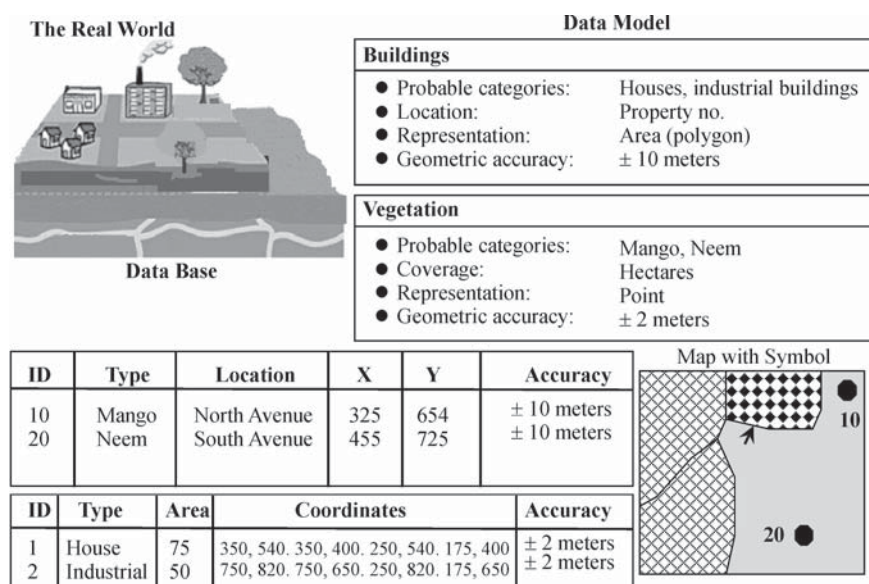 The Real World
Data Base
Data Model
Buildings
● Probable categories: Houses, industrial buildings
● Location: Property no.
● Representation: Area (polygon)
● Geometric accuracy: ± 10 meters
Vegetation
● Probable categories: Mango, Neem
● Coverage: Hectares
● Representation: Point
● Geometric accuracy: ± 2 meters
ID Type Location X Y Accuracy
10 Mango North Avenue 325 654 ± 10 meters
20 Neem South Avenue 455 725 ± 10 meters
ID Type Area Coordinates Accuracy
1 House 75 350, 540. 350, 400. 250, 540. 175, 400 ± 2 meters
2 Industrial 50 750, 820. 750, 650. 250, 820. 175, 650 ± 2 meters
Map with Symbol
10
20